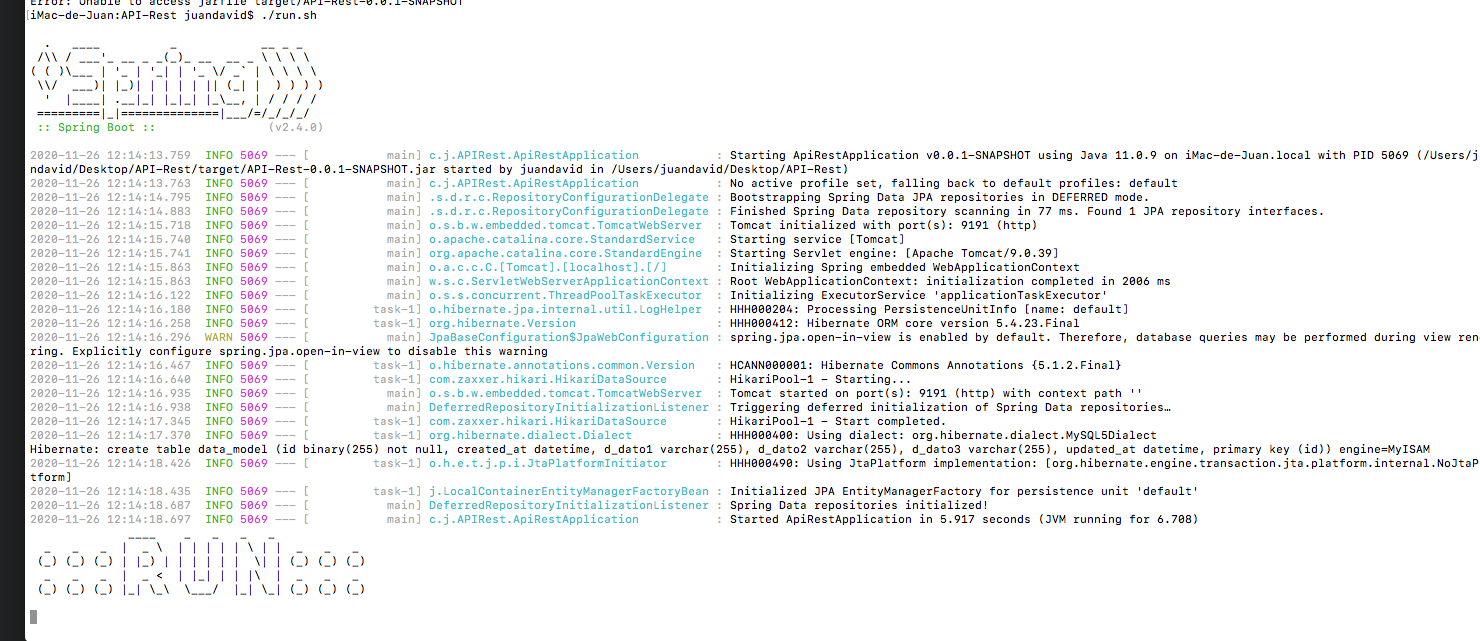 Error: Unable to access jarfile target/API-Rest-0.0.1-SNAPSHOT
[iMac-de-Juan:API-Rest juandavid$ ./run.sh
  .   ____          _            __ _ _
 /\\ / ___'_ __ _ _(_)_ __  __ _ \ \ \ \
( ( )\___ | '_ | '_| | '_ \/ _` | \ \ \ \
 \\/  ___)| |_)| | | | | || (_| |  ) ) ) )
  '  |____| .__|_| |_|_| |_\__, | / / / /
 =========|_|==============|___/=/_/_/_/
 :: Spring Boot ::                (v2.4.0)
2020-11-26 12:14:13.759  INFO 5069 --- [           main] c.j.APIRest.ApiRestApplication           : Starting ApiRestApplication v0.0.1-SNAPSHOT using Java 11.0.9 on iMac-de-Juan.local with PID 5069 (/Users/j
ndavid/Desktop/API-Rest/target/API-Rest-0.0.1-SNAPSHOT.jar started by juandavid in /Users/juandavid/Desktop/API-Rest)
2020-11-26 12:14:13.763  INFO 5069 --- [           main] c.j.APIRest.ApiRestApplication           : No active profile set, falling back to default profiles: default
2020-11-26 12:14:14.795  INFO 5069 --- [           main] .s.d.r.c.RepositoryConfigurationDelegate : Bootstrapping Spring Data JPA repositories in DEFERRED mode.
2020-11-26 12:14:14.883  INFO 5069 --- [           main] .s.d.r.c.RepositoryConfigurationDelegate : Finished Spring Data repository scanning in 77 ms. Found 1 JPA repository interfaces.
2020-11-26 12:14:15.718  INFO 5069 --- [           main] o.s.b.w.embedded.tomcat.TomcatWebServer  : Tomcat initialized with port(s): 9191 (http)
2020-11-26 12:14:15.740  INFO 5069 --- [           main] o.apache.catalina.core.StandardService   : Starting service [Tomcat]
2020-11-26 12:14:15.741  INFO 5069 --- [           main] org.apache.catalina.core.StandardEngine  : Starting Servlet engine: [Apache Tomcat/9.0.39]
2020-11-26 12:14:15.863  INFO 5069 --- [           main] o.a.c.c.C.[Tomcat].[localhost].[/]       : Initializing Spring embedded WebApplicationContext
2020-11-26 12:14:15.863  INFO 5069 --- [           main] w.s.c.ServletWebServerApplicationContext : Root WebApplicationContext: initialization completed in 2006 ms
2020-11-26 12:14:16.122  INFO 5069 --- [           main] o.s.s.concurrent.ThreadPoolTaskExecutor  : Initializing ExecutorService 'applicationTaskExecutor'
2020-11-26 12:14:16.180  INFO 5069 --- [         task-1] o.hibernate.jpa.internal.util.LogHelper  : HHH000204: Processing PersistenceUnitInfo [name: default]
2020-11-26 12:14:16.258  INFO 5069 --- [         task-1] org.hibernate.Version                    : HHH000412: Hibernate ORM core version 5.4.23.Final
2020-11-26 12:14:16.296  WARN 5069 --- [           main] JpaBaseConfiguration$JpaWebConfiguration : spring.jpa.open-in-view is enabled by default. Therefore, database queries may be performed during view ren
ring. Explicitly configure spring.jpa.open-in-view to disable this warning
2020-11-26 12:14:16.467  INFO 5069 --- [         task-1] o.hibernate.annotations.common.Version   : HCANN000001: Hibernate Commons Annotations {5.1.2.Final}
2020-11-26 12:14:16.640  INFO 5069 --- [         task-1] com.zaxxer.hikari.HikariDataSource       : HikariPool-1 - Starting...
2020-11-26 12:14:16.935  INFO 5069 --- [           main] o.s.b.w.embedded.tomcat.TomcatWebServer  : Tomcat started on port(s): 9191 (http) with context path ''
2020-11-26 12:14:16.938  INFO 5069 --- [           main] DeferredRepositoryInitializationListener : Triggering deferred initialization of Spring Data repositories…
2020-11-26 12:14:17.345  INFO 5069 --- [         task-1] com.zaxxer.hikari.HikariDataSource       : HikariPool-1 - Start completed.
2020-11-26 12:14:17.370  INFO 5069 --- [         task-1] org.hibernate.dialect.Dialect            : HHH000400: Using dialect: org.hibernate.dialect.MySQL5Dialect
Hibernate: create table data_model (id binary(255) not null, created_at datetime, d_dato1 varchar(255), d_dato2 varchar(255), d_dato3 varchar(255), updated_at datetime, primary key (id)) engine=MyISAM
2020-11-26 12:14:18.426  INFO 5069 --- [         task-1] o.h.e.t.j.p.i.JtaPlatformInitiator       : HHH000490: Using JtaPlatform implementation: [org.hibernate.engine.transaction.jta.platform.internal.NoJtaP
tform]
2020-11-26 12:14:18.435  INFO 5069 --- [         task-1] j.LocalContainerEntityManagerFactoryBean : Initialized JPA EntityManagerFactory for persistence unit 'default'
2020-11-26 12:14:18.687  INFO 5069 --- [           main] DeferredRepositoryInitializationListener : Spring Data repositories initialized!
2020-11-26 12:14:18.697  INFO 5069 --- [           main] c.j.APIRest.ApiRestApplication           : Started ApiRestApplication in 5.917 seconds (JVM running for 6.708)
              ____    _   _   _   _
  _   _   _  |  _ \  | | | | | \ | |  _   _   _
 (_) (_) (_) | |_) | | | | | |  \| | (_) (_) (_)
  _   _   _  |  _ <  | |_| | | |\  |  _   _   _
 (_) (_) (_) |_| \_\  \___/  |_| \_| (_) (_) (_)